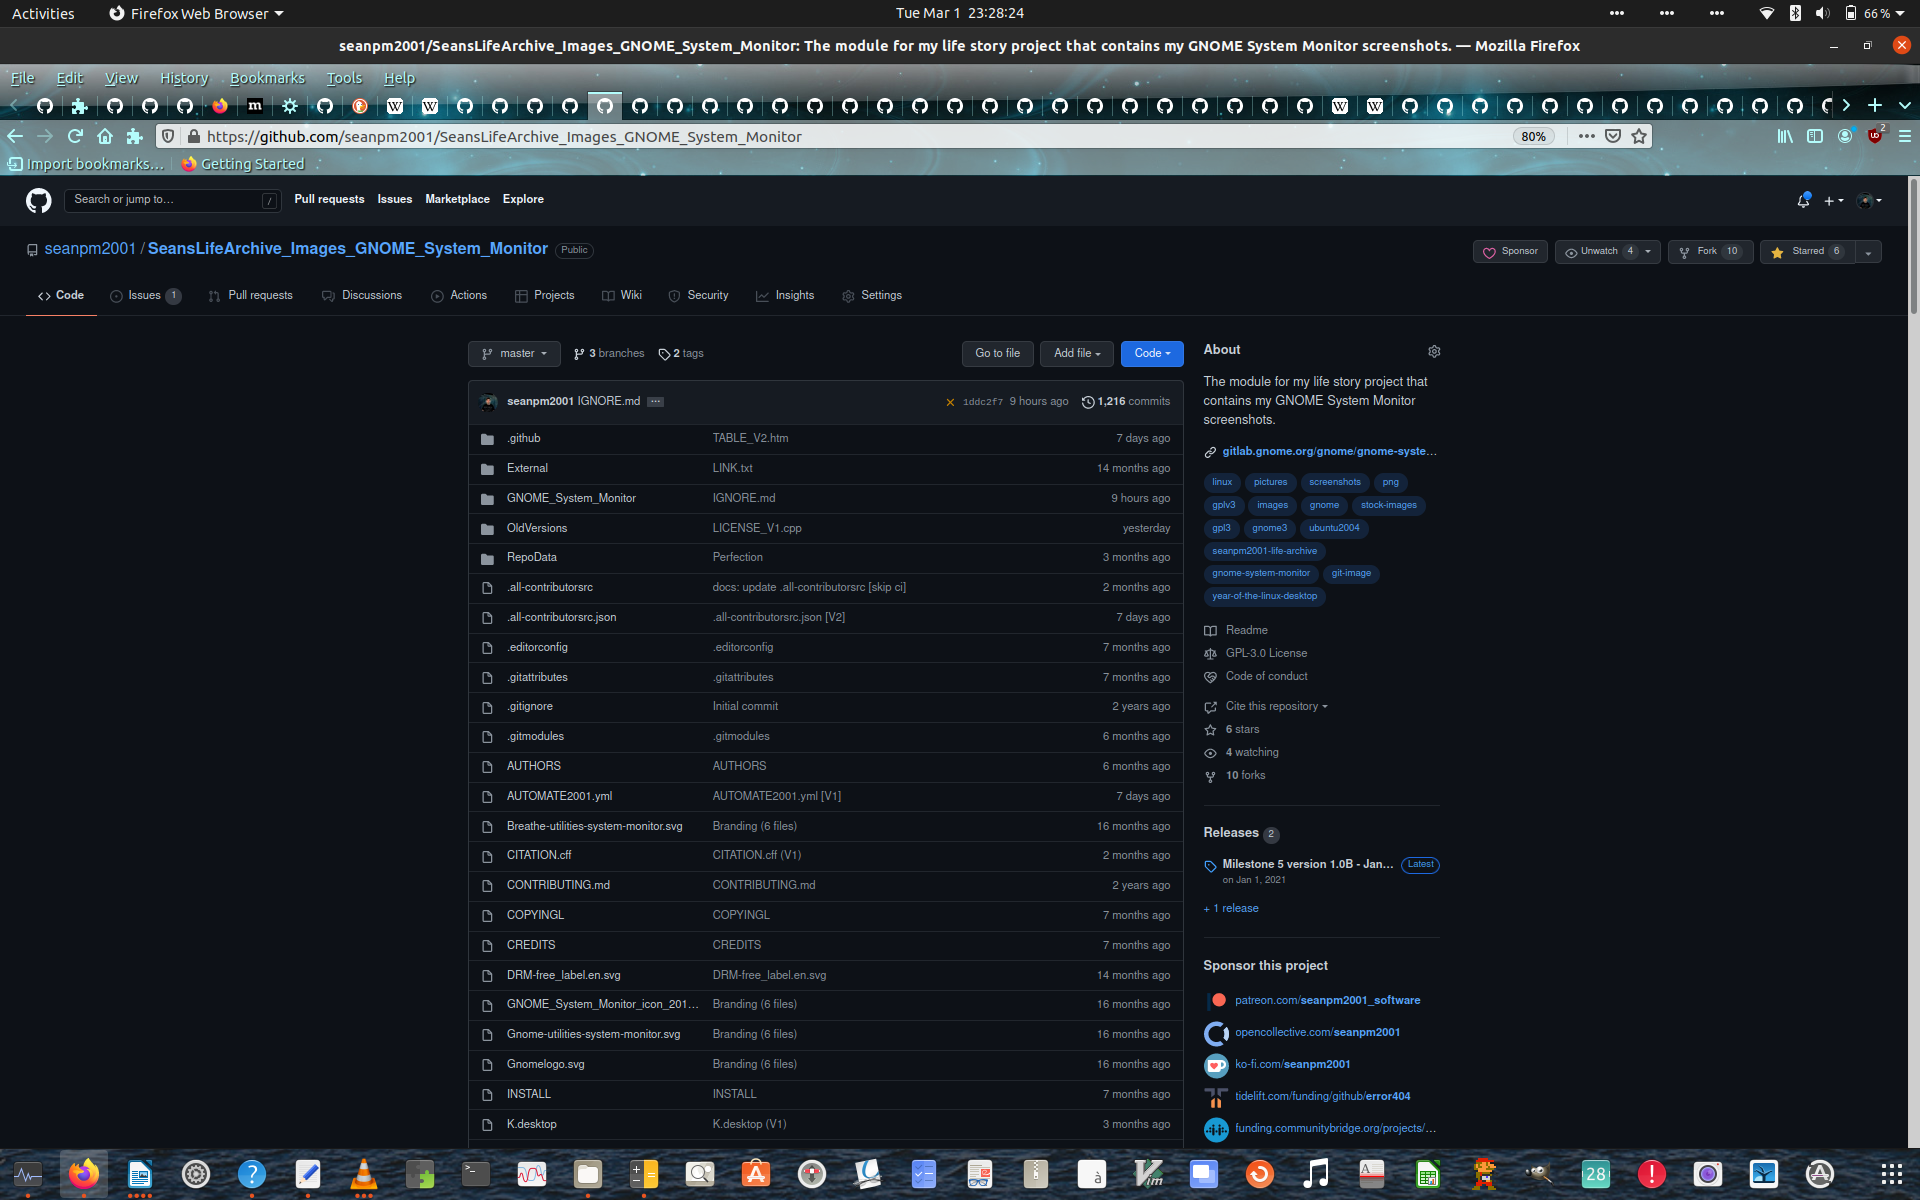 Activities Firefox Web Browser Tue Mar 1 23:28:24 66 %
seanpm2001/SeansLifeArchive_Images_GNOME_System_Monitor: The module for my life story project that contains my GNOME System Monitor screenshots. — Mozilla Firefox
File Edit View History Bookmarks Tools Help
https://github.com/seanpm2001/SeansLifeArchive_Images_GNOME_System_Monitor 80% 2
Import bookmarks... Getting Started
Search or jump to... / Pull requests Issues Marketplace Explore
seanpm2001 / SeansLifeArchive_Images_GNOME_System_Monitor Public Sponsor Unwatch 4 Fork 10 Starred 6
Code Issues 1 Pull requests Discussions Actions Projects Wiki Security Insights Settings
master 3 branches 2 tags Go to file Add file Code
seanpm2001 IGNORE.md ... 1ddc2f7 9 hours ago 1,216 commits
.github TABLE_V2.htm 7 days ago
External LINK.txt 14 months ago
GNOME_System_Monitor IGNORE.md 9 hours ago
OldVersions LICENSE_V1.cpp yesterday
RepoData Perfection 3 months ago
.all-contributorsrc docs: update .all-contributorsrc [skip ci] 2 months ago
.all-contributorsrc.json .all-contributorsrc.json [V2] 7 days ago
.editorconfig .editorconfig 7 months ago
.gitattributes .gitattributes 7 months ago
.gitignore Initial commit 2 years ago
.gitmodules .gitmodules 6 months ago
AUTHORS AUTHORS 6 months ago
AUTOMATE2001.yml AUTOMATE2001.yml [V1] 7 days ago
Breathe-utilities-system-monitor.svg Branding (6 files) 16 months ago
CITATION.cff CITATION.cff (V1) 2 months ago
CONTRIBUTING.md CONTRIBUTING.md 2 years ago
COPYINGL COPYINGL 7 months ago
CREDITS CREDITS 7 months ago
DRM-free_label.en.svg DRM-free_label.en.svg 14 months ago
GNOME_System_Monitor_icon_201... Branding (6 files) 16 months ago
Gnome-utilities-system-monitor.svg Branding (6 files) 16 months ago
Gnomelogo.svg Branding (6 files) 16 months ago
INSTALL INSTALL 7 months ago
K.desktop K.desktop (V1) 3 months ago
About
The module for my life story project that
contains my GNOME System Monitor
screenshots.
gitlab.gnome.org/gnome/gnome-syste...
linux pictures screenshots png
gplv3 images gnome stock-images
gpl3 gnome3 ubuntu2004
seanpm2001-life-archive
gnome-system-monitor git-image
year-of-the-linux-desktop
Readme
GPL-3.0 License
Code of conduct
Cite this repository
6 stars
4 watching
10 forks
Releases 2
Milestone 5 version 1.0B - Jan... Latest
on Jan 1, 2021
+ 1 release
Sponsor this project
patreon.com/seanpm2001_software
opencollective.com/seanpm2001
ko-fi.com/seanpm2001
tidelift.com/funding/github/error404
funding.communitybridge.org/projects/...
28